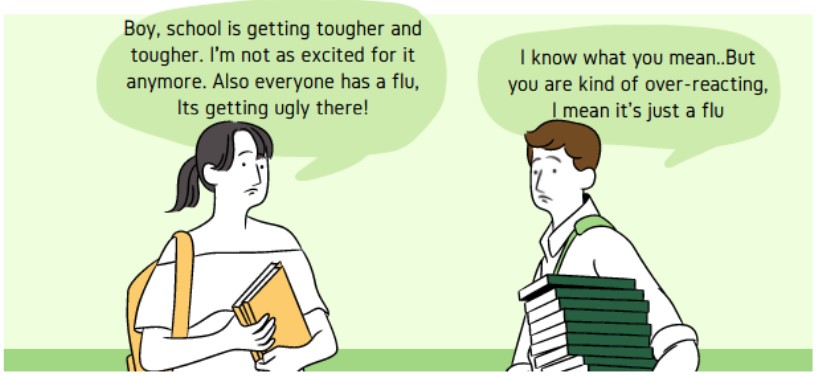 Boy, school is getting tougher and
tougher. I'm not as excited for it
anymore. Also everyone has a flu,
Its getting ugly there!
I know what you mean..But
you are kind of over-reacting,
I mean it's just a flu